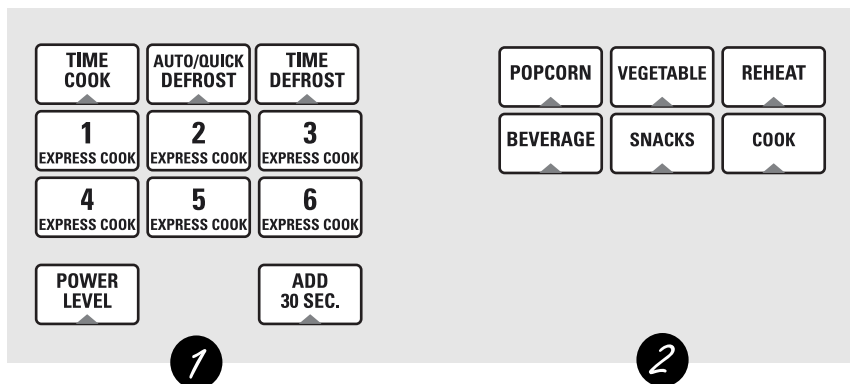 TIME
COOK
AUTO/QUICK
DEFROST
TIME
DEFROST
1
EXPRESS COOK
2
EXPRESS COOK
3
EXPRESS COOK
4
EXPRESS COOK
5
EXPRESS COOK
6
EXPRESS COOK
POWER
LEVEL
ADD
30 SEC.
1
POPCORN
VEGETABLE
REHEAT
BEVERAGE
SNACKS
COOK
2